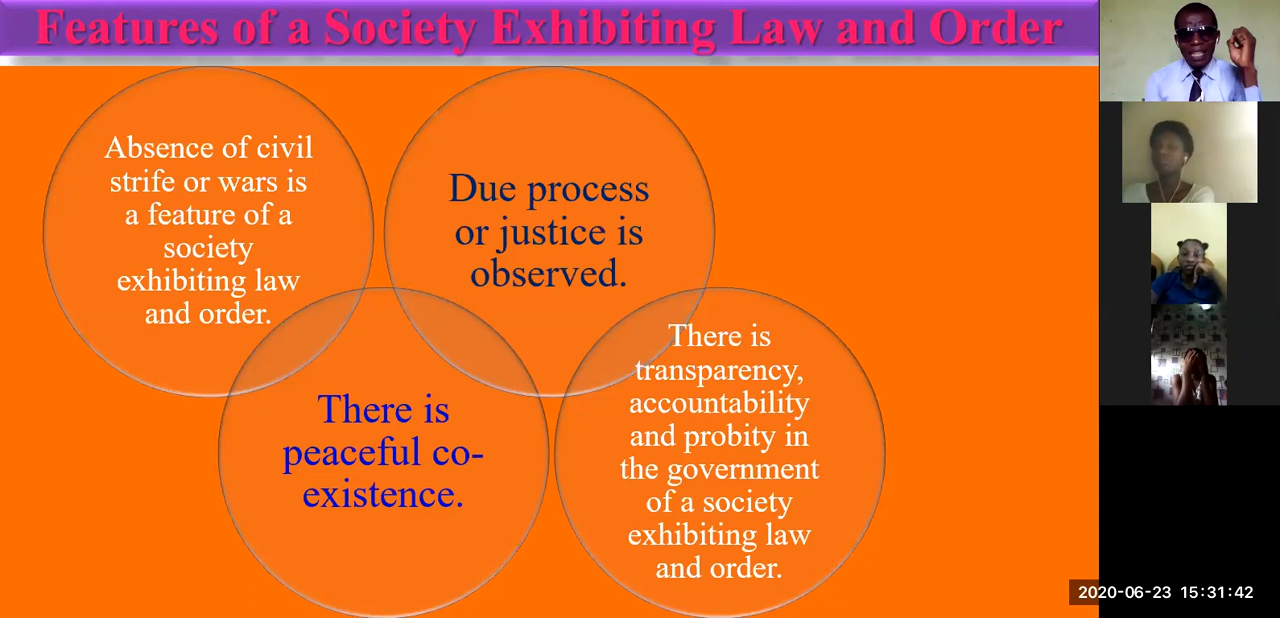 Features of a Society Exhibiting Law and Order
Absence of civil
strife or wars is
a feature of a
society
exhibiting law
and order.
Due process
or justice is
observed.
There is
peaceful co-
existence.
There is
transparency,
accountability
and probity in
the government
of a society
exhibiting law
and order.
2020-06-23 15:31:42